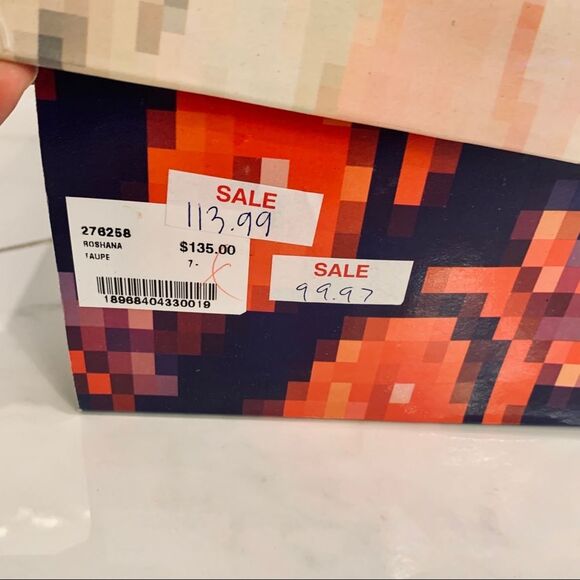 SALE
113.99
276258
ROSHANA
TAUPE
$135.00
7-
18968404330019
SALE
99.97